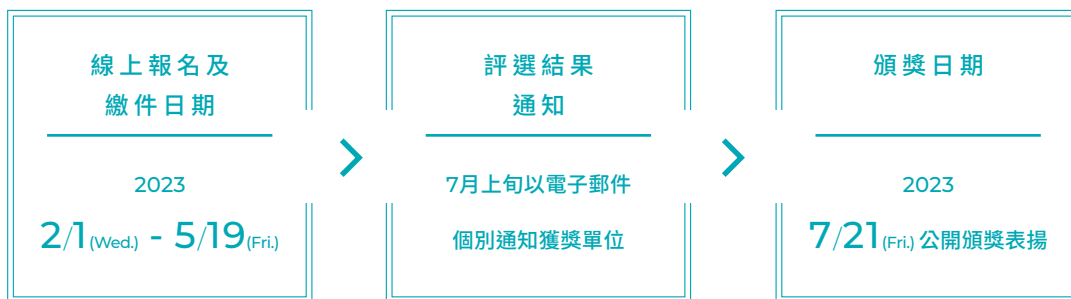 線上報名及
繳件日期
2023
2/1(Wed.) - 5/19(Fri.)
評選結果
通知
7月上旬以電子郵件
個別通知獲獎單位
頒獎日期
2023
7/21(Fri.)公開頒獎表揚